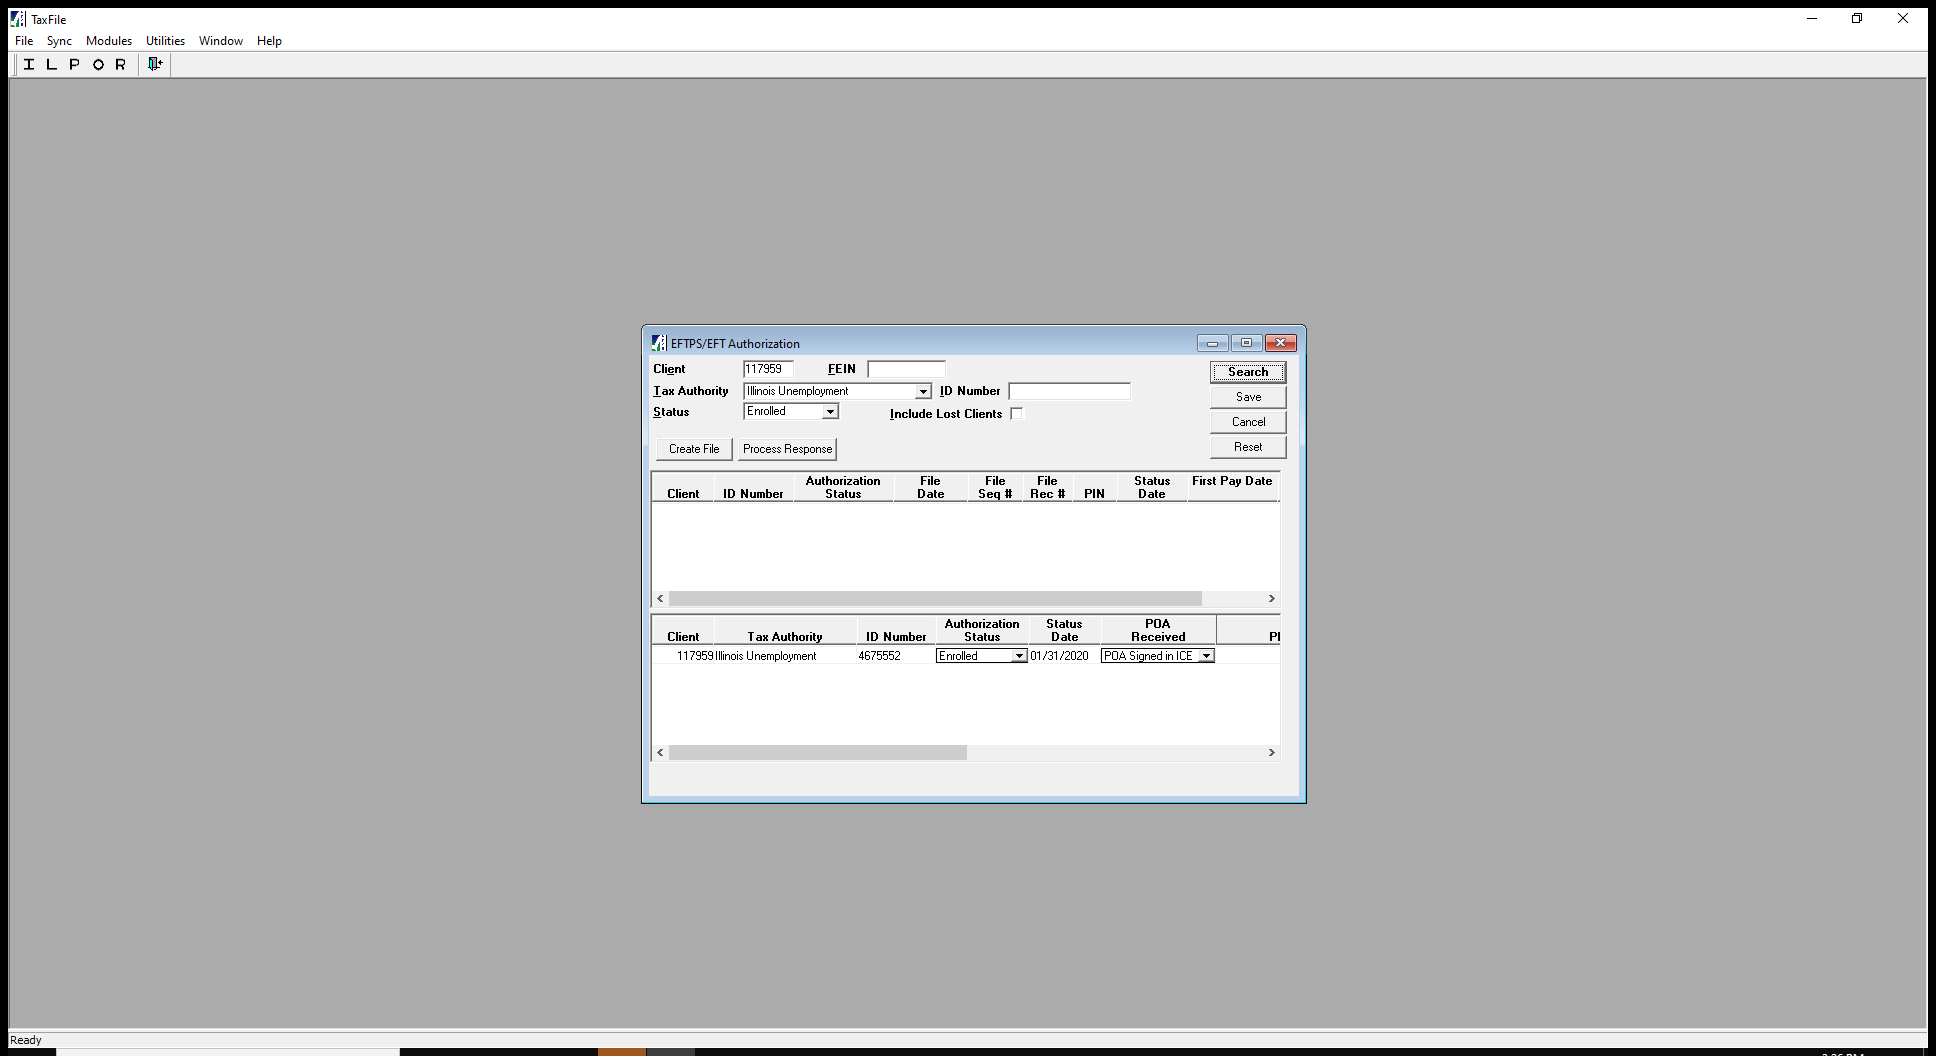 TaxFile
File Sync Modules Utilities Window Help
I L P O R
EFTPS/EFT Authorization
Client 117959 FEIN
Search
Tax Authority Illinois Unemployment ID Number
Save
Status Enrolled Include Lost Clients
Cancel
Create File Process Response
Reset
Client ID Number Authorization Status File Date File Seq # File Rec # PIN Status Date First Pay Date
Client Tax Authority ID Number Authorization Status Status Date POA Received
117959 Illinois Unemployment 4675552 Enrolled 01/31/2020 POA Signed in ICE
Ready